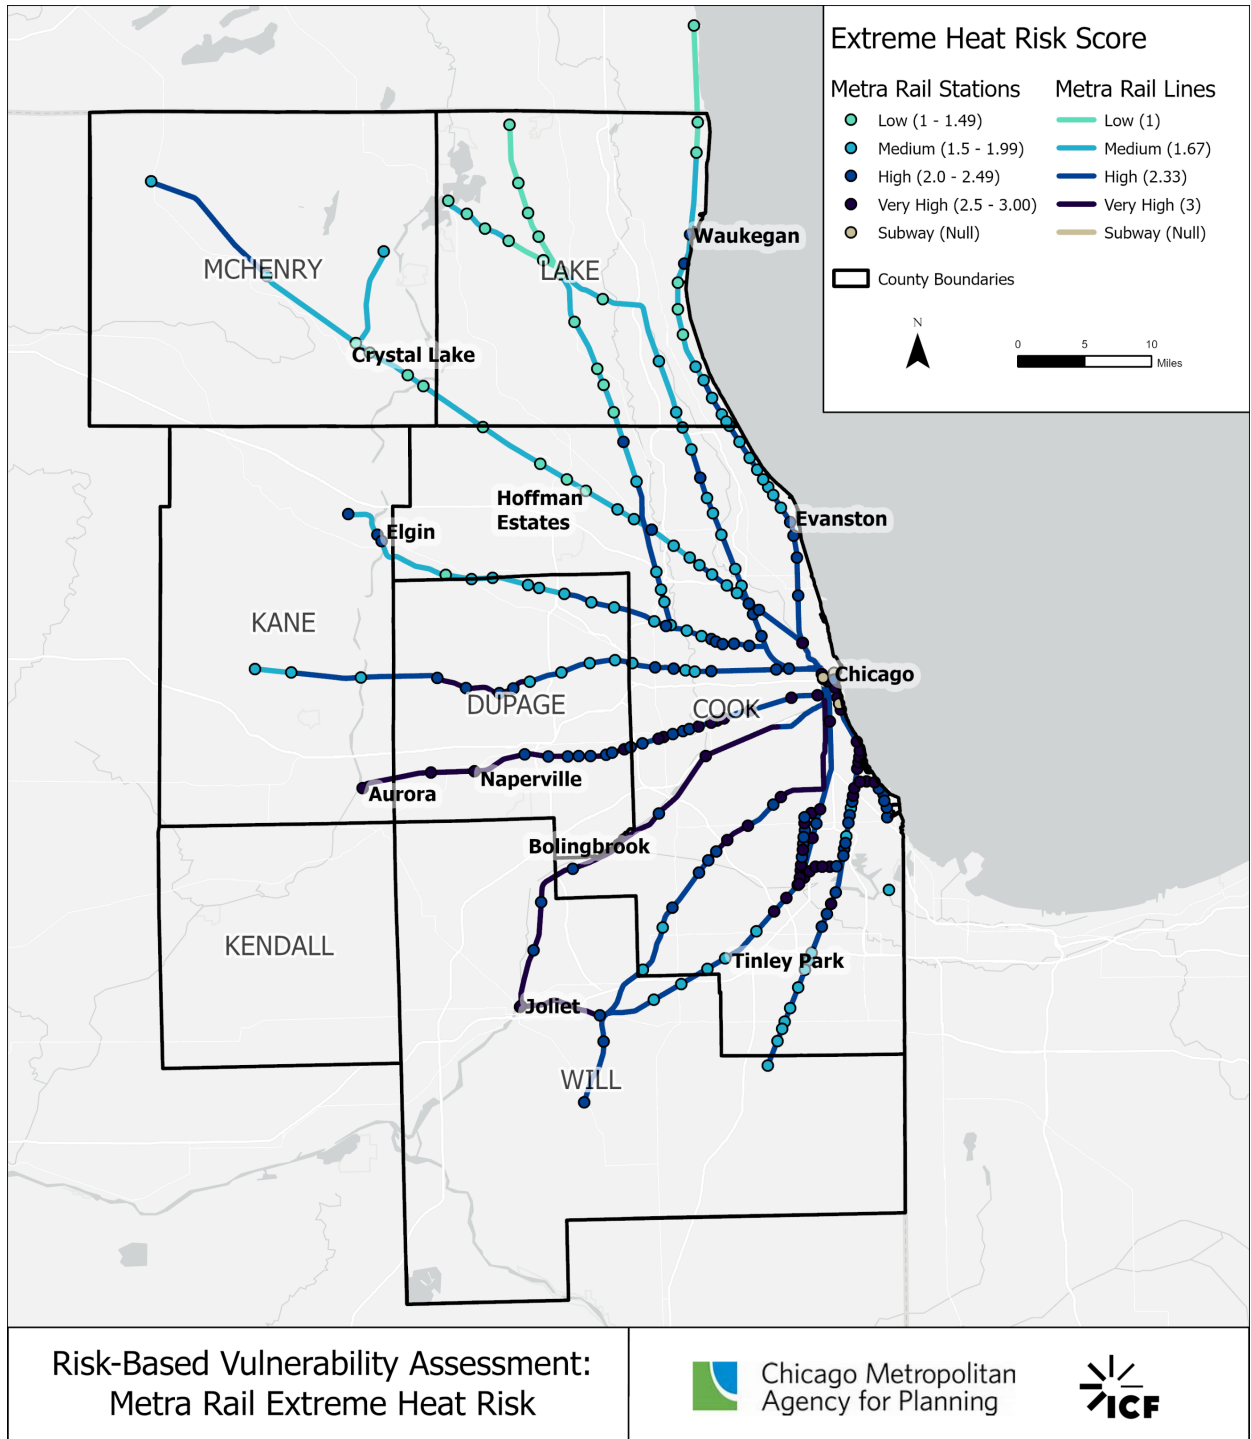 Extreme Heat Risk Score
Metra Rail Stations
Low (1 - 1.49)
Medium (1.5 - 1.99)
High (2.0 - 2.49)
Very High (2.5 - 3.00)
Subway (Null)
Metra Rail Lines
Low (1)
Medium (1.67)
High (2.33)
Very High (3)
Subway (Null)
County Boundaries
N
0 5 10
Miles
Waukegan
MCHENRY
LAKE
Crystal Lake
Hoffman
Estates
Evanston
Elgin
KANE
Chicago
DUPAGE
COOK
Naperville
Aurora
Bolingbrook
KENDALL
Tinley Park
Joliet
WILL
Risk-Based Vulnerability Assessment:
Metra Rail Extreme Heat Risk
Chicago Metropolitan
Agency for Planning
ICF